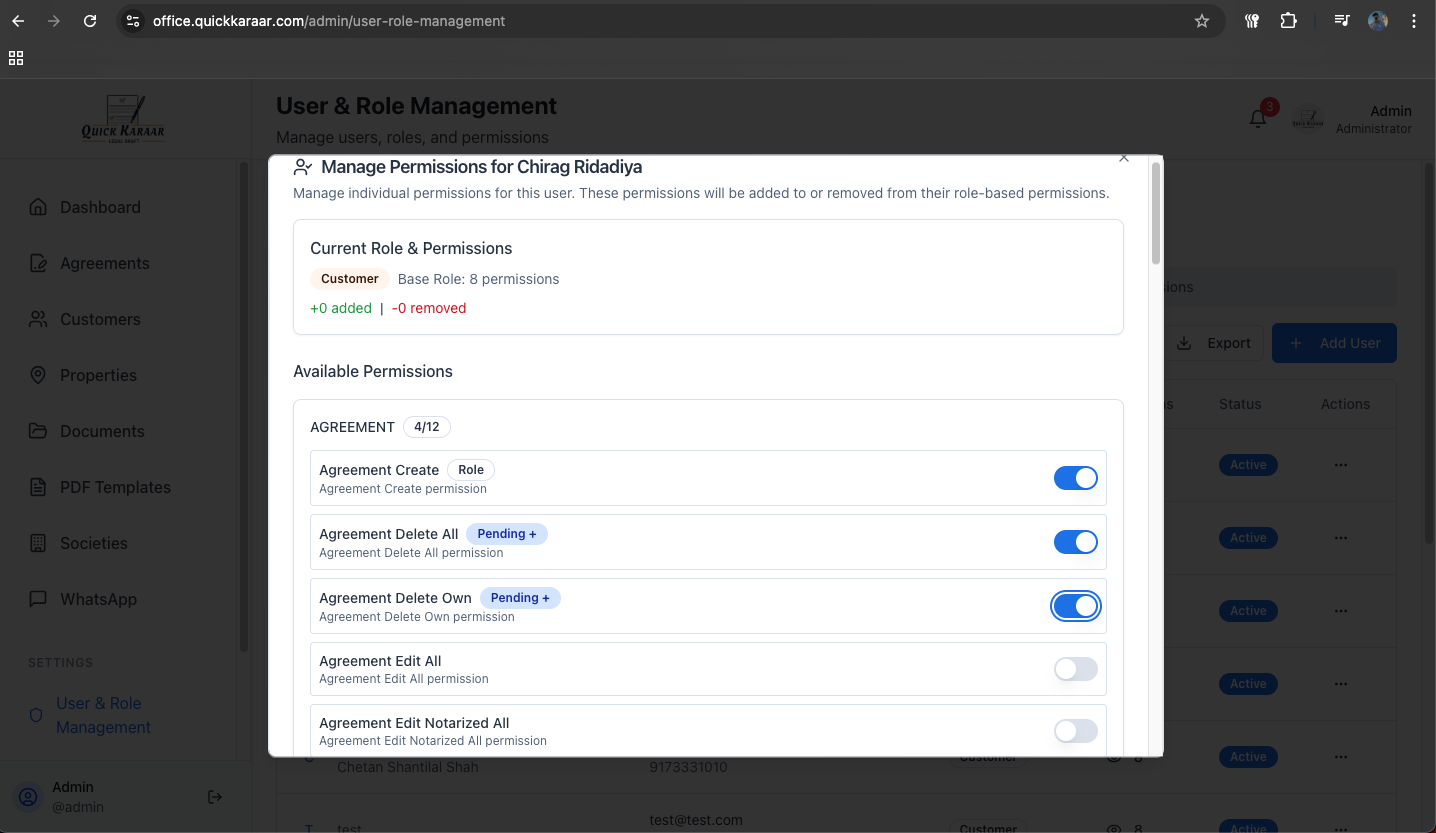 office.quickkaraar.com/admin/user-role-management
QUICK KARAAR
LEGAL DRAFT
User & Role Management
Manage users, roles, and permissions
3
Admin
Administrator
Dashboard
Agreements
Customers
Properties
Documents
PDF Templates
Societies
WhatsApp
SETTINGS
User & Role
Management
Admin
@admin
Manage Permissions for Chirag Ridadiya
Manage individual permissions for this user. These permissions will be added to or removed from their role-based permissions.
Current Role & Permissions
Customer Base Role: 8 permissions
+0 added | -0 removed
Available Permissions
AGREEMENT 4/12
Agreement Create Role
Agreement Create permission
Agreement Delete All Pending +
Agreement Delete All permission
Agreement Delete Own Pending +
Agreement Delete Own permission
Agreement Edit All
Agreement Edit All permission
Agreement Edit Notarized All
Agreement Edit Notarized All permission
Export
+ Add User
Status Actions
Active
Active
Active
Active
Active
Chetan Shantilal Shah 9173331010 Customer 8
test@test.com
T test Customer 8 Active